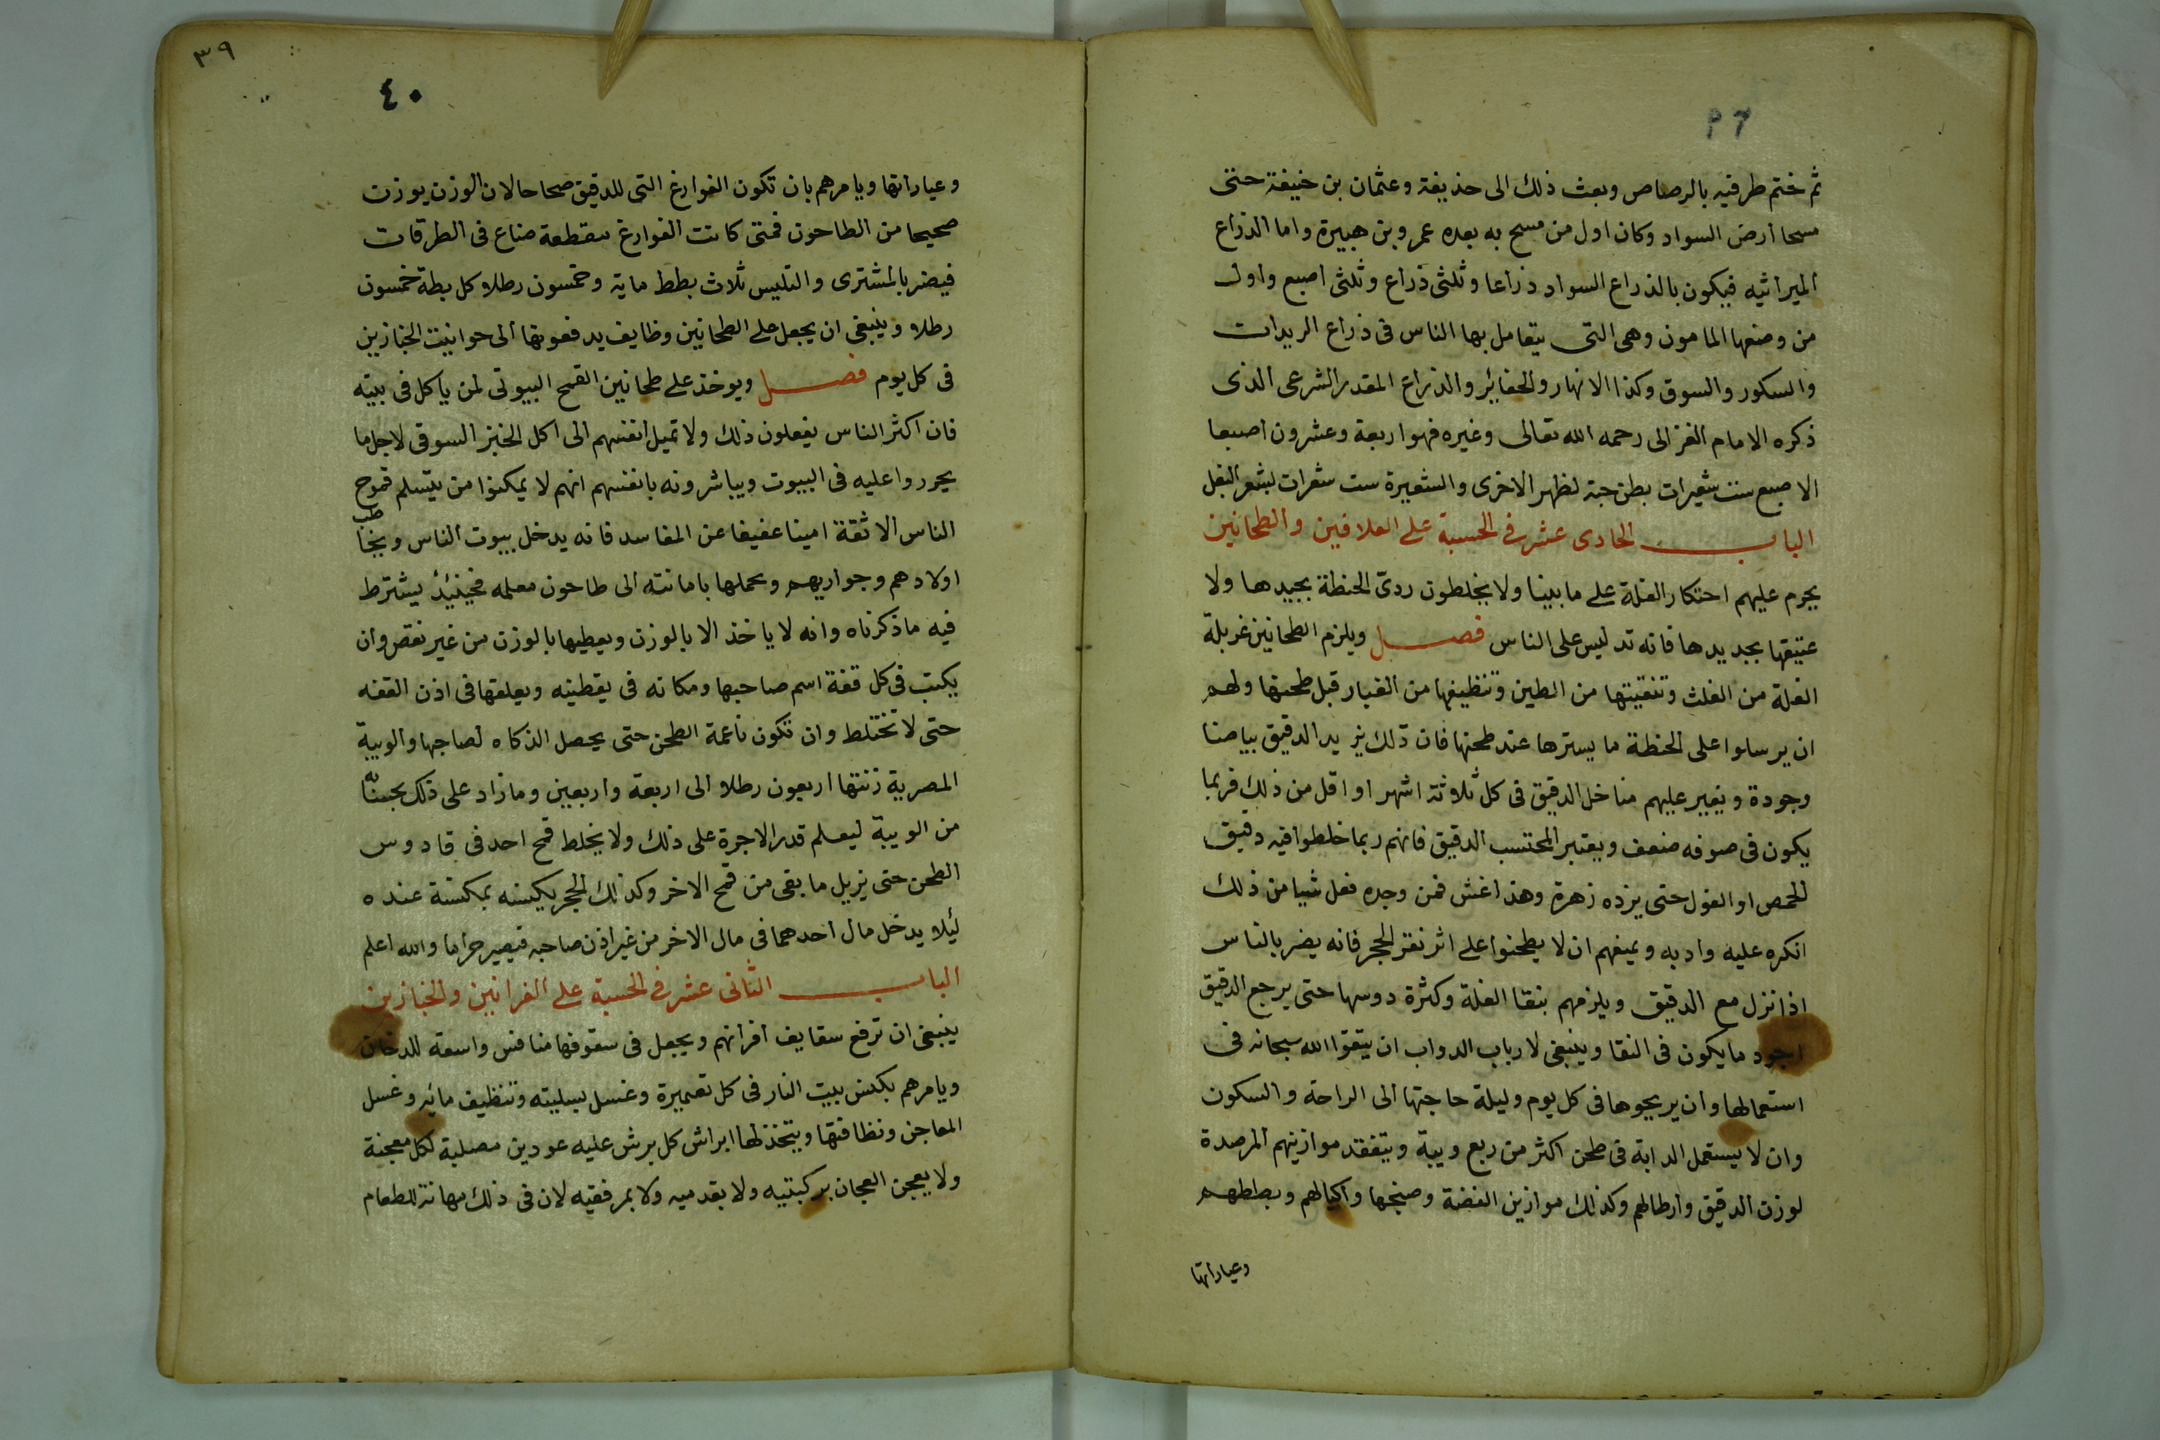 ٣٩
٤٠
٣٦
ثم ختم طرفيه بالرصاص وبعث ذلك الى حذيفة وعثمان بن حنيفة حتى
مسحا ارض السواد وكان اول من مسح به بعده عمر وبن هبيرة واما الذراع
الميراثيه فيكون بالذراع السواد ذراعا وثلثى ذراع وثلثى اصبع واول
من وضعها المامون وهى التى يتعامل بها الناس فى ذراع البريدات
والسكور والسوق وكذا الانهار والحفائر والذراع المقدر الشرعى الذى
ذكره الامام الغزالى رحمه الله تعالى وغيره فهو اربعة وعشرون اصبعا
الاصبع ست شعيرات بطن حبة لظهر الاخرى والشعيرة ست شعرات لبشعر البغل
الباب الحادى عشر فى الحسبة على العلافين والطحانين
يحرم عليهم احتكار الغلة على ما بينا ولا يخلطون ردىّ الحنطة بجيدها ولا
عتيقها بجديدها فانه تدليس على الناس فصل ويلزم الطحانين غربلة
الغلة من الغلث وتنقيتها من الطين وتنظيفها من الغبار قبل طحنها ولهم
ان يرسلوا على الحنطة ما يسترها عند طحنها فان ذلك يزيد الدقيق بياضا
وجودة ويغير عليهم مناخل الدقيق فى كل ثلاثة اشهر او اقل من ذلك فربما
يكون فى صوفه ضعف ويعتبر المحتسب الدقيق فانهم ربما خلطوا فيه دقيق
الحمص او الفول حتى يزده زهرة وهذا غش فمن وجده فعل شيا من ذلك
انكره عليه وادبه ويمنعهم ان لا يطحنوا على اثر نقر الحجر فانه يضر بالناس
اذا نزل مع الدقيق ويلزمهم بنقا الغلة وكثرة دوسها حتى يرجع الدقيق
اجود ما يكون فى النقا وينبغى لارباب الدواب ان يتقوا الله سبحانه فى
استعمالها وان يريحوها فى كل يوم وليلة حاجتها الى الراحة والسكون
وان لا يستعمل الدابة فى طحن اكثر من ربع ويبة ويتفقد موازينهم المرصدة
لوزن الدقيق وارطالهم وكذلك موازين الفضة وصنجها واكيالهم وبططهم
وعياراتها
وعياراتها ويامرهم بان تكون الفوارغ التى للدقيق صحاحا لان الوزن يوزن
صحيحا من الطاحون فمتى كانت الفوارغ مقطعة ضاع فى الطرقات
فيضر بالمشترى والتليس ثلاث بطط ماية وخمسون رطلا كل بطة خمسون
رطلا وينبغى ان يجعل على الطحانين وظايف يدفعونها الى حوانيت الخبازين
فى كل يوم فصل ويوخذ على طحانين القمح البيوتى لمن ياكل فى بيته
فان اكثر الناس يفعلون ذلك ولا تميل انفسهم الى اكل الخبز السوقى لاجل ما
يحرروا عليه فى البيوت ويباشرونه بانفسهم انهم لا يمكنوا من يتسلم قموح
الناس الا ثقة امينا عفيفا عن المفاسد فانه يدخل بيوت الناس ويخاطب
اولادهم وجواريهم ويحملها بامانته الى طاحون معلمه فحينئذ يشترط
فيه ما ذكرناه وانه لا ياخذ الا بالوزن ويعطيها بالوزن من غير نقص وان
يكتب فى كل قفة اسم صاحبها ومكانه فى يقطينه ويعلقها فى اذن القفه
حتى لا تختلط وان تكون ناعمة الطحن حتى يحصل الذكاه لصاحبها والويبة
المصرية زنتها اربعون رطلا الى اربعة واربعين ومازاد على ذلك بحسابه
من الويبة ليعلم قدر الاجرة على ذلك ولا يخلط قمح احد فى قادوس
الطحن حتى يزيل ما بقى من قمح الاخر وكذلك الحجر يكنسه بمكنسة عنده
ليلا يدخل مال احدهما فى مال الاخر من غير اذن صاحبه فيصير حراما والله اعلم
الباب الثانى عشر فى الحسبة على الفرانين والخبازين
ينبغى ان ترفع سقايف افرانهم ويجعل فى سقوفها منافس واسعة للدخان
ويامرهم بكنس بيت النار فى كل تعميرة وغسل بسليته وتنظيف مائه وغسل
المعاجن ونظافتها ويتخذ لها ابراش كل برش عليه عودين مصلبة لكل معجنة
ولا يعجن العجان بركبتيه ولا بقدميه ولا بمرفقيه لان فى ذلك مهانة للطعام